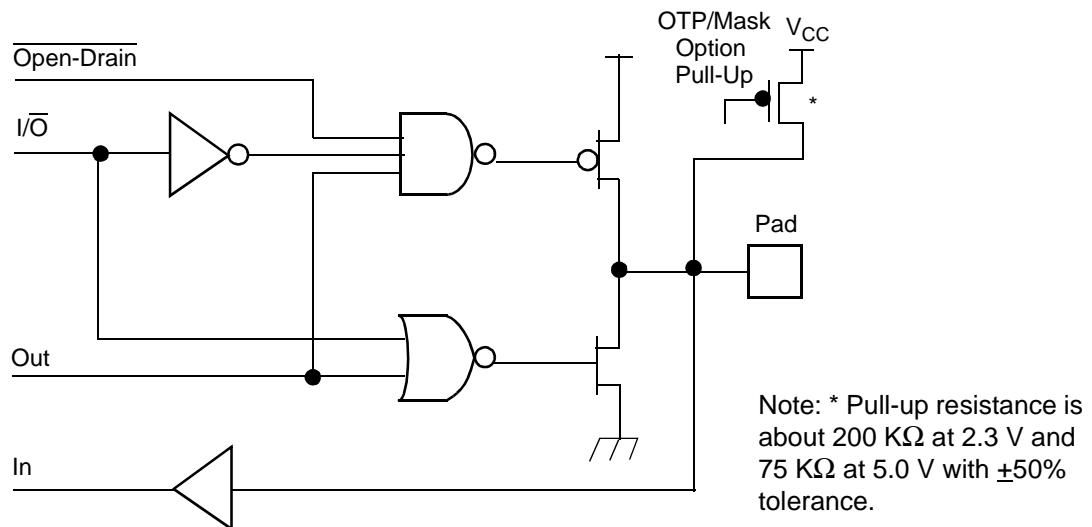 OTP/Mask
Option
Pull-Up
VCC
*
Open-Drain
I/O
Pad
Out
In
Note: * Pull-up resistance is
about 200 KΩ at 2.3 V and
75 KΩ at 5.0 V with ±50%
tolerance.